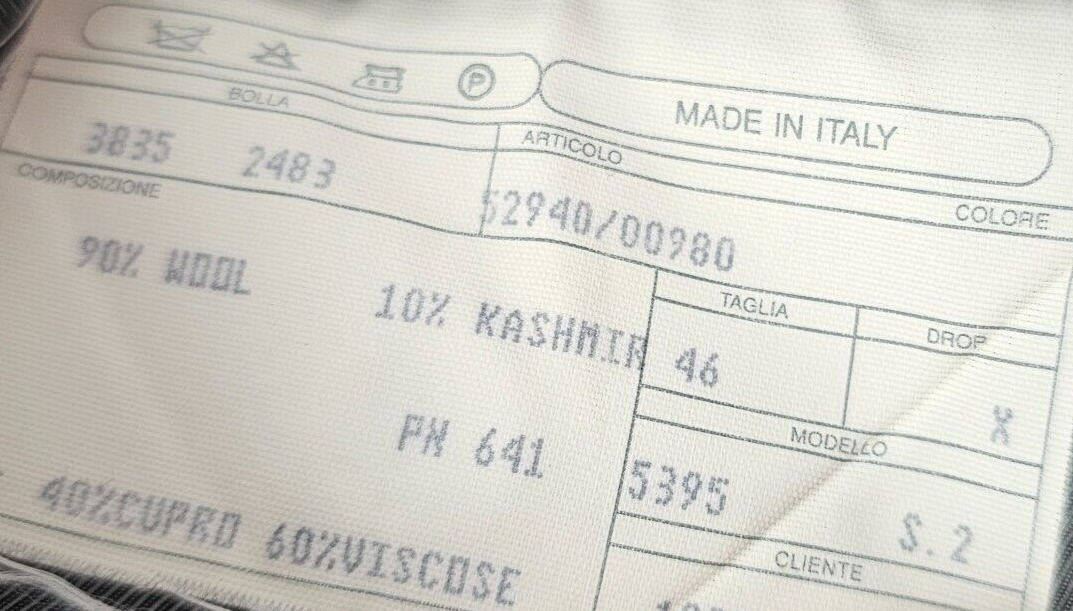 P
MADE IN ITALY
BOLLA
ARTICOLO
COLORE
3835 2483
52940/00980
COMPOSIZIONE
TAGLIA
DROP
90% WOOL
10% KASHMIR
46
X
PN 641
MODELLO
5395
S.2
40%CUPRO 60%VISCOSE
CLIENTE